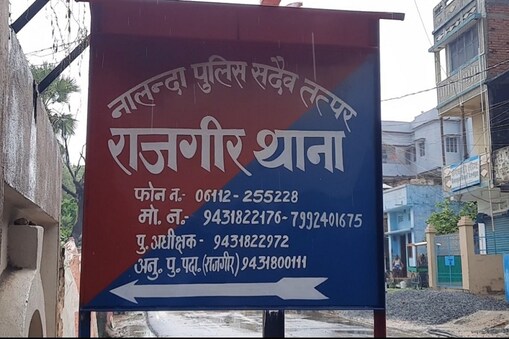 नालन्दा पुलिस सदैव तत्पर
राजगीर थाना
फोन न.- 06112-255228
मो. न.- 9431822176-7992401675
पु. अधीक्षक - 9431822972
अनु. पु. पदा. (राजगीर) 9431800111